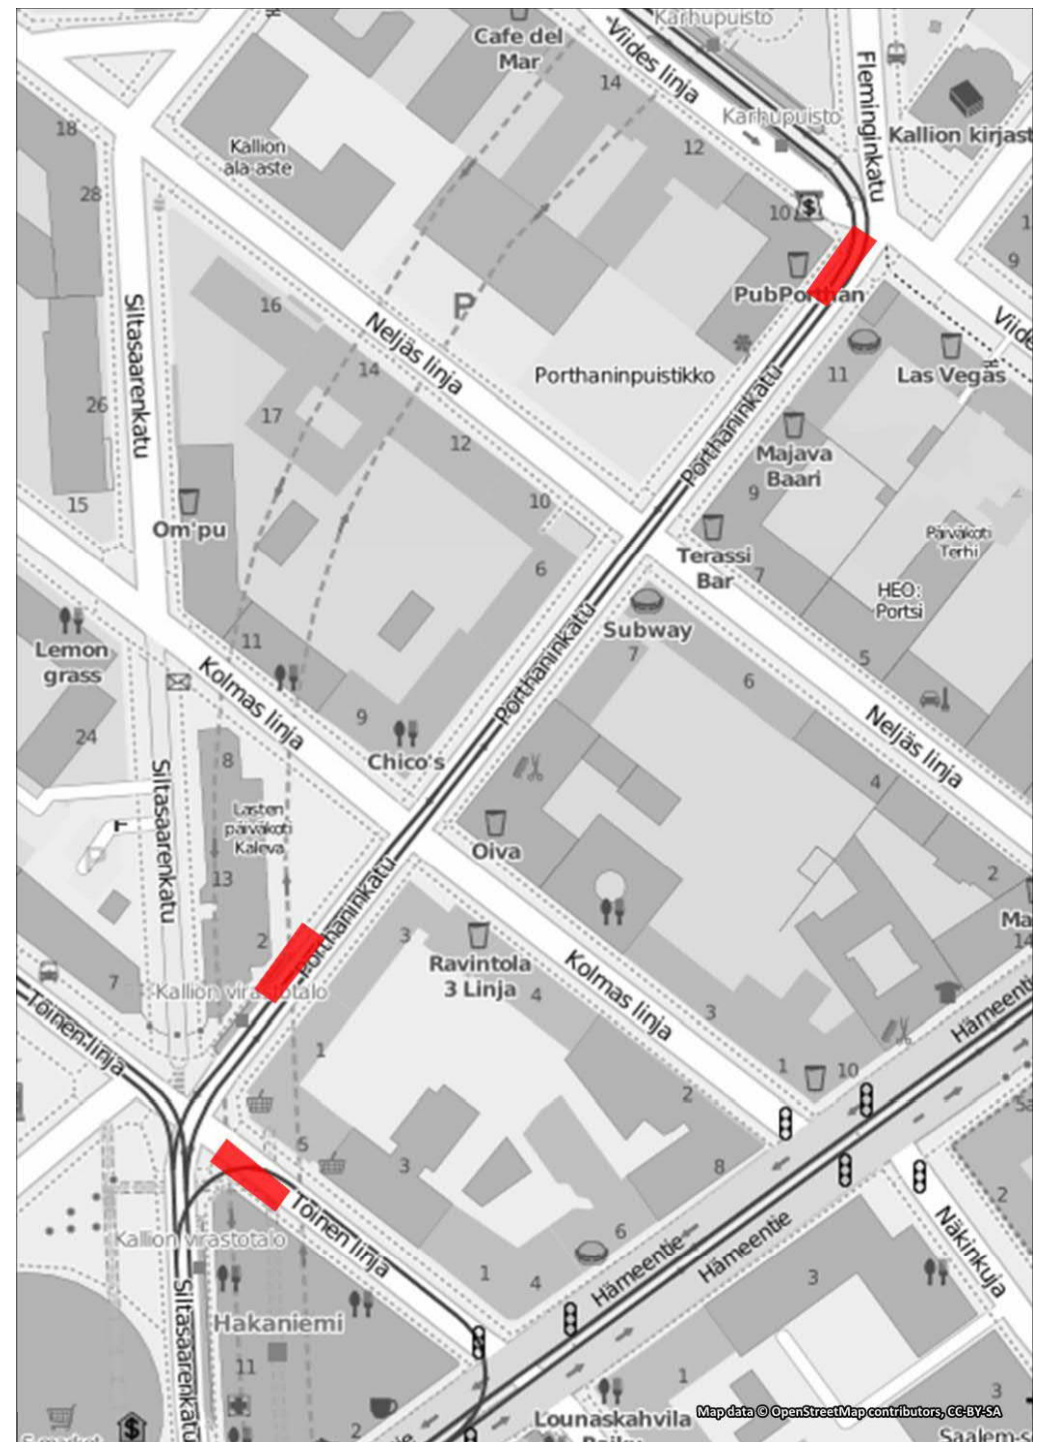 Karhupuisto
Cafe del
Mar
Viides linja
Fleminginkatu
14
Karhupuisto
Kallion kirjast
18
Kallion
ala-aste
12
28
10
$
1
9
PubPorthan
Siltasaarenkatu
16
P
Viide
Neljäs linja
14
Porthaninpuistikko
11
Las Vegas
26
17
Porthaninkatu
12
Majava
Baari
15
10
9
Om'pu
Päiväkoti
Terhi
Terassi
Bar
6
7
HEO:
Portsi
Porthaninkatu
Subway
Lemon
grass
11
7
5
Kolmas linja
6
9
Neljäs linja
24
Chico's
8
4
Siltasaarenkatu
Lasten
päiväkoti
Kaleva
Oiva
13
2
Porthaninkatu
Ma
14
2
3
Ravintola
3 Linja
Kolmas linja
7
Kallion virastotalo
4
3
Hämeentie
Toinen linja
1
1
10
2
Sa
5
3
8
2
Näkinkuja
Kallion virastotalo
Toinen linja
6
Hämeentie
Hämeentie
1
4
3
Siltasaarenkatu
Hakaniemi
11
1
3
$
2
Lounaskahvila
Map data © OpenStreetMap contributors, CC-BY-SA
Saalem-s